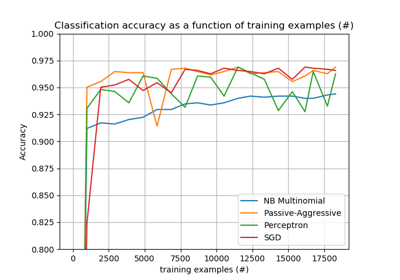 Classification accuracy as a function of training examples (#)
1.000
0.975
0.950
0.925
0.900
0.875
0.850
0.825
0.800
Accuracy
NB Multinomial
Passive-Aggressive
Perceptron
SGD
0 2500 5000 7500 10000 12500 15000 17500
training examples (#)